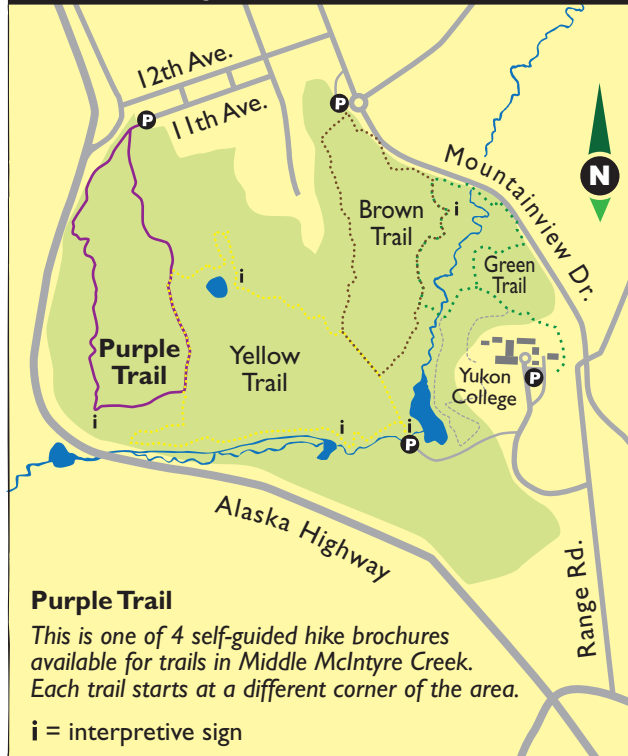 12th Ave.
11th Ave.
P
P
Mountainview Dr.
N
Brown
Trail
i
Green
Trail
i
Purple
Trail
Yellow
Trail
Yukon
College
P
i
i
i
P
Alaska Highway
Range Rd.
Purple Trail
This is one of 4 self-guided hike brochures
available for trails in Middle McIntyre Creek.
Each trail starts at a different corner of the area.
i = interpretive sign